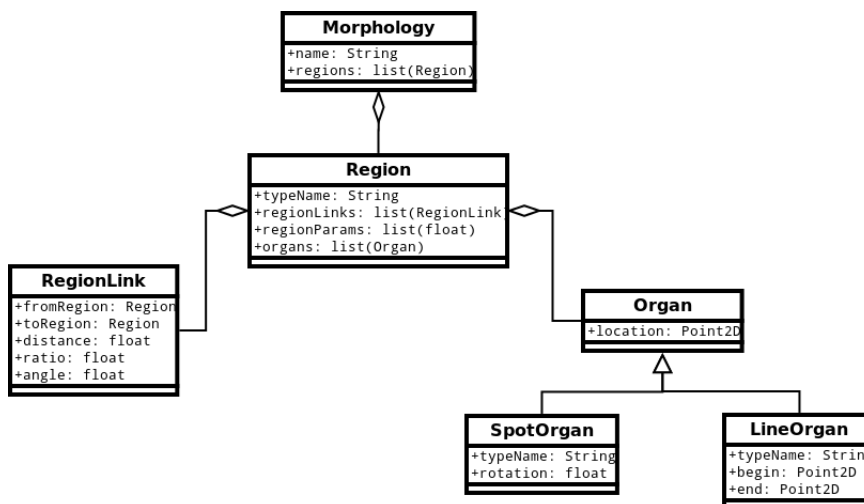 Morphology
+name: String
+regions: list(Region)
Region
+typeName: String
+regionLinks: list(RegionLink
+regionParams: list(float)
+organs: list(Organ)
RegionLink
+fromRegion: Region
+toRegion: Region
+distance: float
+ratio: float
+angle: float
Organ
+location: Point2D
SpotOrgan
+typeName: String
+rotation: float
LineOrgan
+typeName: Strin
+begin: Point2D
+end: Point2D